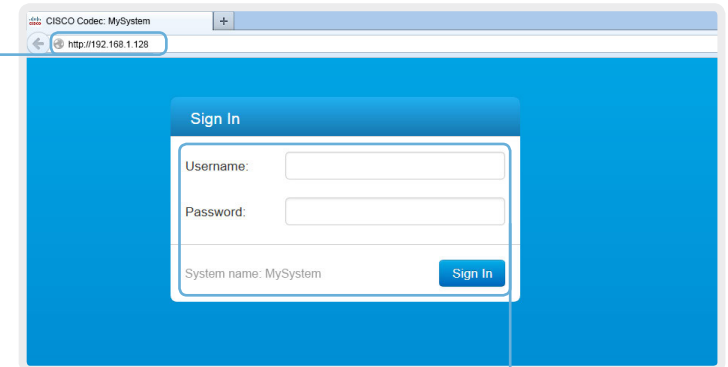 CISCO Codec: MySystem
http://192.168.1.128
Sign In
Username:
Password:
System name: MySystem
Sign In